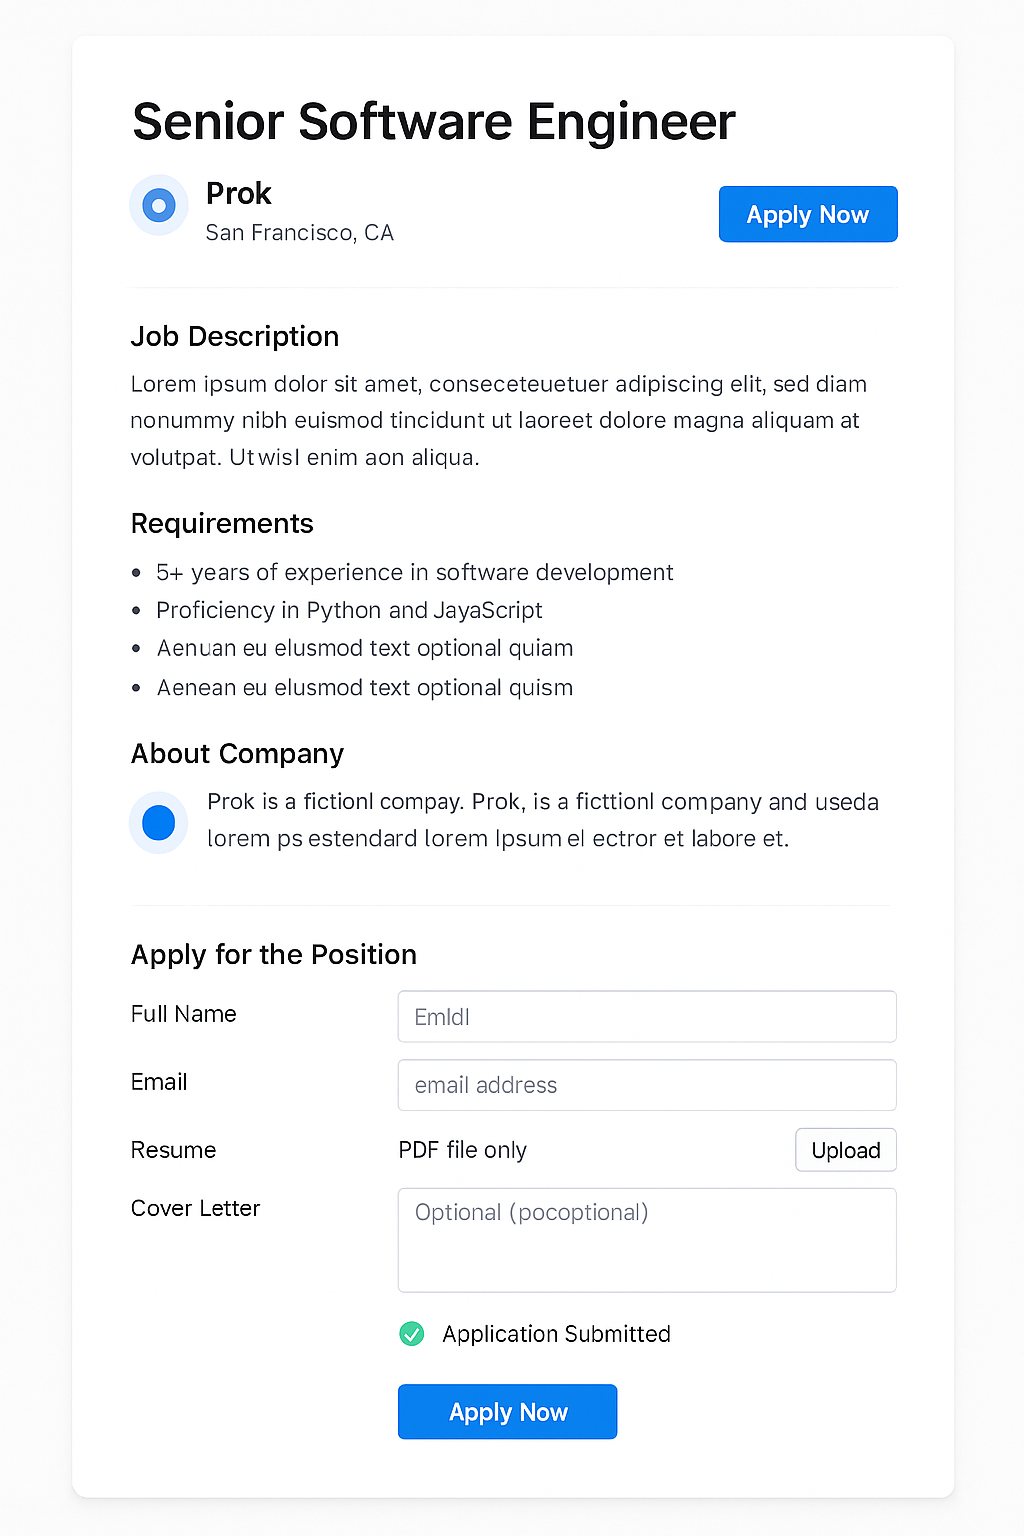 Senior Software Engineer
Prok
San Francisco, CA
Apply Now
Job Description
Lorem ipsum dolor sit amet, conseceteuetuer adipiscing elit, sed diam
nonummy nibh euismod tincidunt ut laoreet dolore magna aliquam at
volutpat. Ut wisl enim aon aliqua.
Requirements
• 5+ years of experience in software development
• Proficiency in Python and JayaScript
• Aenuan eu elusmod text optional quiam
• Aenean eu elusmod text optional quism
About Company
Prok is a fictionl compay. Prok, is a ficttionl company and useda
lorem ps estendard lorem Ipsum el ectror et labore et.
Apply for the Position
Full Name
Emldl
Email
email address
Resume
PDF file only
Upload
Cover Letter
Optional (pocoptional)
Application Submitted
Apply Now